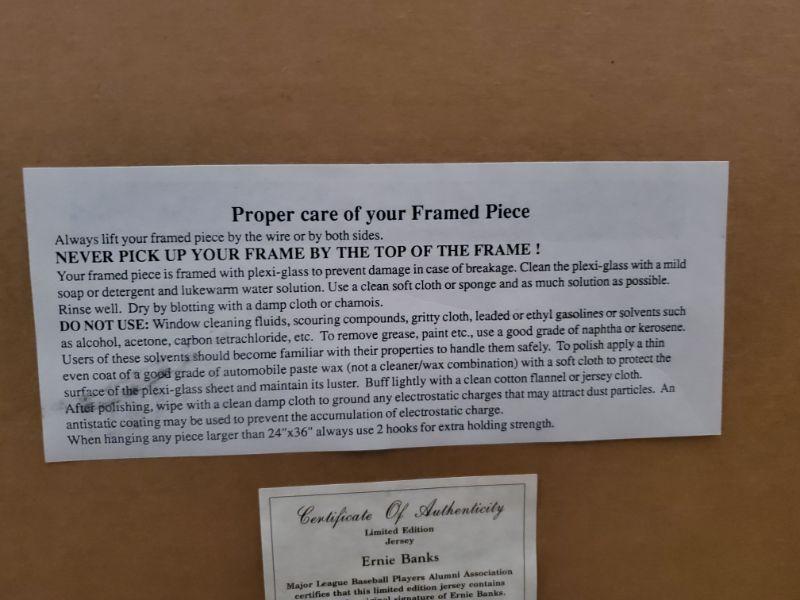 Proper care of your Framed Piece
Always lift your framed piece by the wire or by both sides.
NEVER PICK UP YOUR FRAME BY THE TOP OF THE FRAME !
Your framed piece is framed with plexi-glass to prevent damage in case of breakage. Clean the plexi-glass with a mild
soap or detergent and lukewarm water solution. Use a clean soft cloth or sponge and as much solution as possible.
Rinse well. Dry by blotting with a damp cloth or chamois.
DO NOT USE: Window cleaning fluids, scouring compounds, gritty cloth, leaded or ethyl gasolines or solvents such
as alcohol, acetone, carbon tetrachloride, etc. To remove grease, paint etc., use a good grade of naphtha or kerosene.
Users of these solvents should become familiar with their properties to handle them safely. To polish apply a thin
even coat of a good grade of automobile paste wax (not a cleaner/wax combination) with a soft cloth to protect the
surface of the plexi-glass sheet and maintain its luster. Buff lightly with a clean cotton flannel or jersey cloth.
After polishing, wipe with a clean damp cloth to ground any electrostatic charges that may attract dust particles. An
antistatic coating may be used to prevent the accumulation of electrostatic charge.
When hanging any piece larger than 24"x36" always use 2 hooks for extra holding strength.
Certificate Of Authenticity
Limited Edition
Jersey
Ernie Banks
Major League Baseball Players Alumni Association
certifies that this limited edition jersey contains
signature of Ernie Banks.